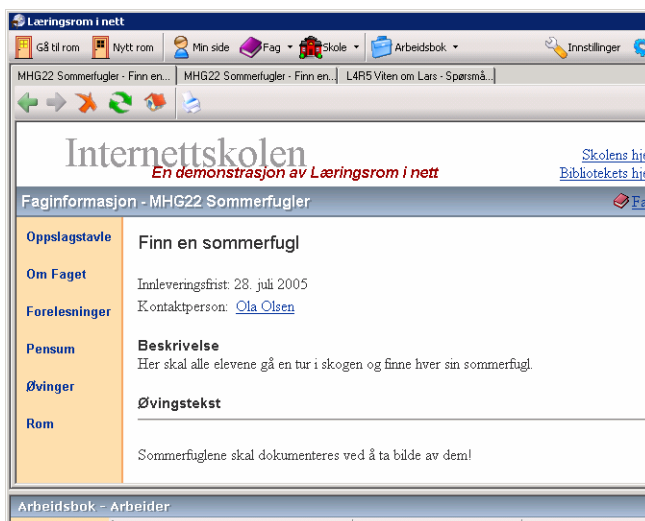 Læringsrom i nett
Gå til rom Nytt rom Min side Fag Skole Arbeidsbok Innstillinger
MHG22 Sommerfugler - Finn en... MHG22 Sommerfugler - Finn en... L4R5 Viten om Lars - Spørsmå...
Internettskolen
En demonstrasjon av Læringsrom i nett
Skolens hje
Bibliotekets hje
Faginformasjon - MHG22 Sommerfugler Fa
Oppslagstavle
Om Faget
Forelesninger
Pensum
Øvinger
Rom
Finn en sommerfugl
Innleveringsfrist: 28. juli 2005
Kontaktperson: Ola Olsen
Beskrivelse
Her skal alle elevene gå en tur i skogen og finne hver sin sommerfugl.
Øvingstekst
Sommerfuglene skal dokumenteres ved å ta bilde av dem!
Arbeidsbok - Arbeider